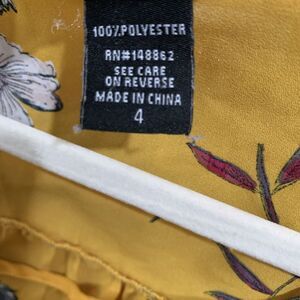 100% POLYESTER
RN#148862
SEE CARE
ON REVERSE
MADE IN CHINA
4